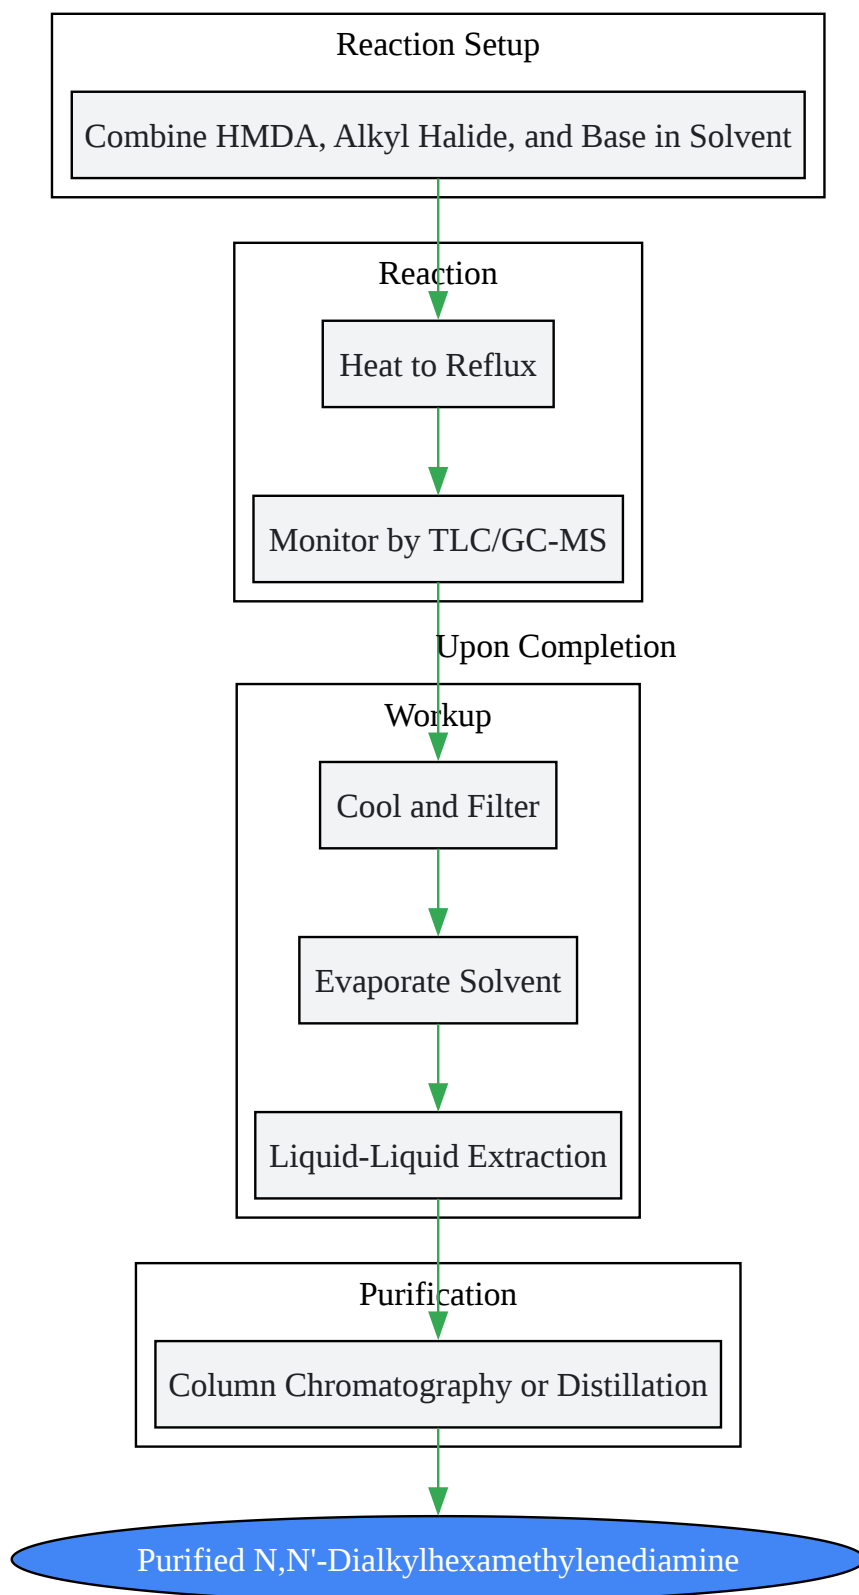 Reaction Setup
Combine HMDA, Alkyl Halide, and Base in Solvent
Reaction
Heat to Reflux
Monitor by TLC/GC-MS
Upon Completion
Workup
Cool and Filter
Evaporate Solvent
Liquid-Liquid Extraction
Purification
Column Chromatography or Distillation
Purified N,N'-Dialkylhexamethylenediamine